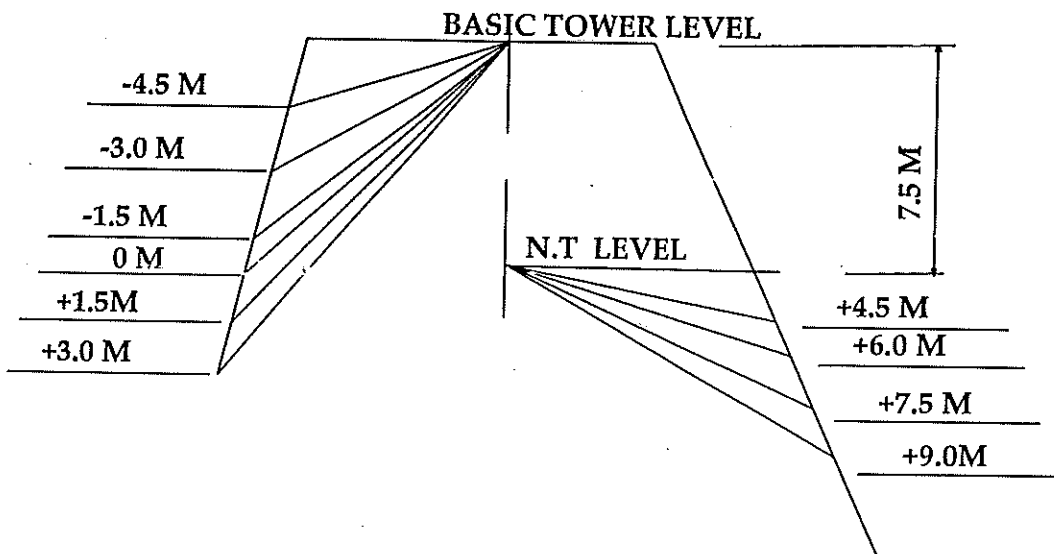 BASIC TOWER LEVEL
-4.5 M
-3.0 M
-1.5 M
0 M
+1.5M
+3.0 M
7.5 M
N.T LEVEL
+4.5 M
+6.0 M
+7.5 M
+9.0M